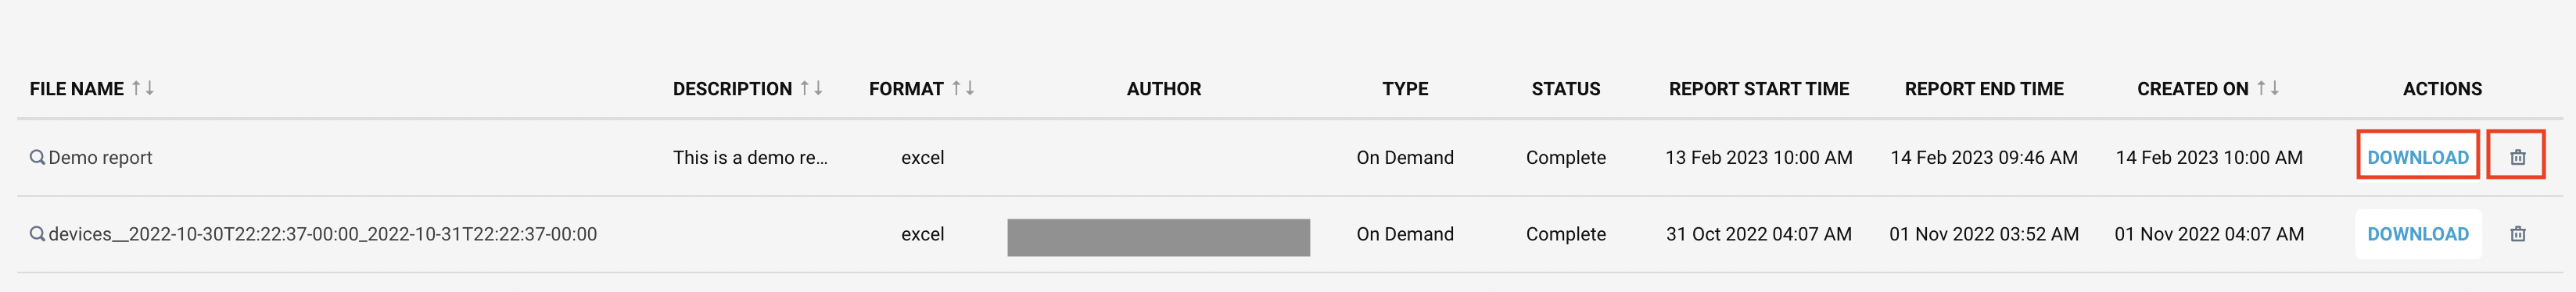 FILE NAME ↑↓ DESCRIPTION ↑↓ FORMAT ↑↓ AUTHOR TYPE STATUS REPORT START TIME REPORT END TIME CREATED ON ↑↓ ACTIONS
Demo report This is a demo re... excel On Demand Complete 13 Feb 2023 10:00 AM 14 Feb 2023 09:46 AM 14 Feb 2023 10:00 AM DOWNLOAD
devices__2022-10-30T22:22:37-00:00_2022-10-31T22:22:37-00:00 excel On Demand Complete 31 Oct 2022 04:07 AM 01 Nov 2022 03:52 AM 01 Nov 2022 04:07 AM DOWNLOAD